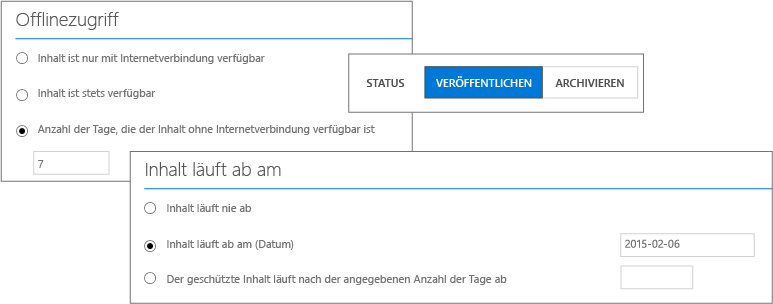 Offlinezugriff
Inhalt ist nur mit Internetverbindung verfügbar
Inhalt ist stets verfügbar
Anzahl der Tage, die der Inhalt ohne Internetverbindung verfügbar ist
7
STATUS VERÖFFENTLICHEN ARCHIVIEREN
Inhalt läuft ab am
Inhalt läuft nie ab
Inhalt läuft ab am (Datum) 2015-02-06
Der geschützte Inhalt läuft nach der angegebenen Anzahl der Tage ab